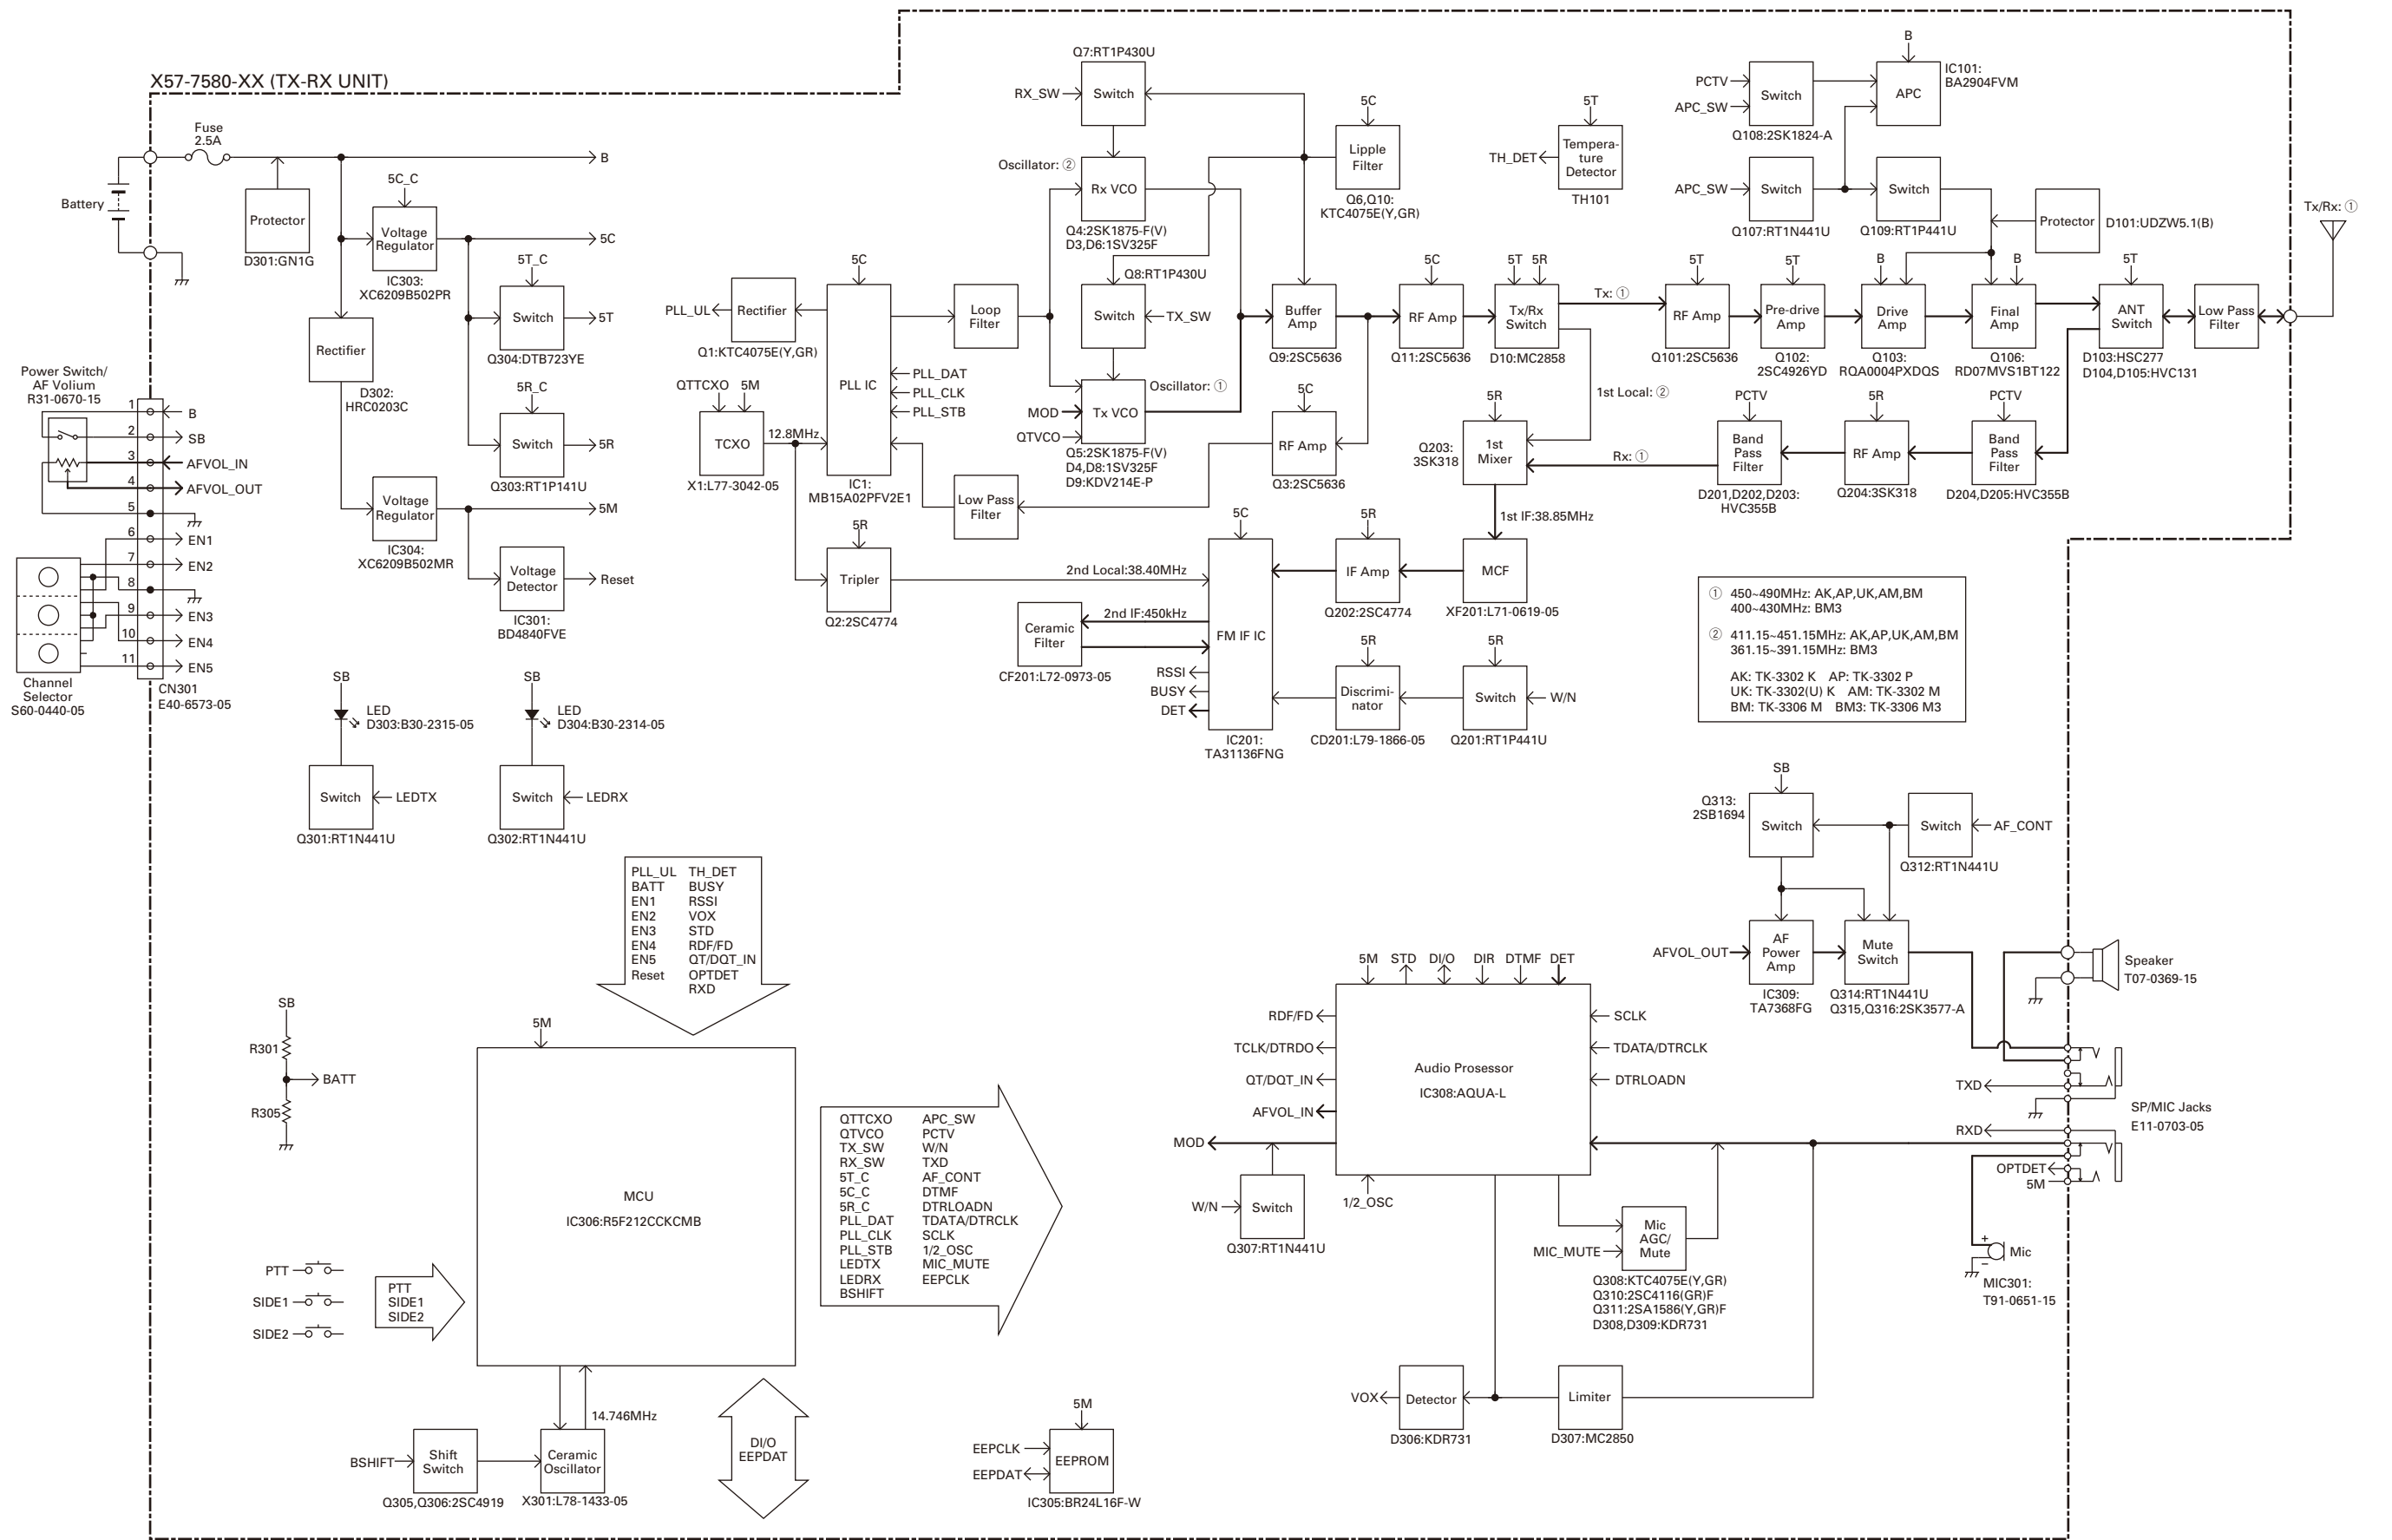 X57-7580-XX (TX-RX UNIT)
Fuse
2.5A
B
Battery
Protector
D301:GN1G
5C_C
Voltage
Regulator
IC303:
XC6209B502PR
5C
5T_C
Switch
5T
Q304:DTB723YE
Rectifier
D302:
HRC0203C
5R_C
Switch
5R
Q303:RT1P141U
Voltage
Regulator
5M
IC304:
XC6209B502MR
Voltage
Detector
Reset
IC301:
BD4840FVE
Power Switch/
AF Volium
R31-0670-15
1
B
2
SB
3
AFVOL_IN
4
AFVOL_OUT
5
6
EN1
7
EN2
8
9
EN3
10
EN4
11
EN5
Channel
Selector
S60-0440-05
CN301
E40-6573-05
SB
LED
D303:B30-2315-05
Switch
LEDTX
Q301:RT1N441U
SB
LED
D304:B30-2314-05
Switch
LEDRX
Q302:RT1N441U
Q7:RT1P430U
RX_SW
Switch
Oscillator: ②
Rx VCO
Q4:2SK1875-F(V)
D3,D6:1SV325F
5C
Lipple
Filter
Q6,Q10:
KTC4075E(Y,GR)
Q8:RT1P430U
Switch
TX_SW
Oscillator: ①
MOD
Tx VCO
QTVCO
Q5:2SK1875-F(V)
D4,D8:1SV325F
D9:KDV214E-P
PLL_UL
Rectifier
Q1:KTC4075E(Y,GR)
QTTCXO
5M
TCXO
12.8MHz
X1:L77-3042-05
5C
PLL IC
PLL_DAT
PLL_CLK
PLL_STB
IC1:
MB15A02PFV2E1
Loop
Filter
Low Pass
Filter
5R
Tripler
Q2:2SC4774
2nd Local:38.40MHz
Buffer
Amp
Q9:2SC5636
5C
RF Amp
Q3:2SC5636
5C
RF Amp
Q11:2SC5636
5T
5R
Tx/Rx
Switch
D10:MC2858
Tx: ①
1st Local: ②
5T
Tempera-
ture
Detector
TH_DET
TH101
PCTV
APC_SW
Switch
Q108:2SK1824-A
B
APC
IC101:
BA2904FVM
APC_SW
Switch
Q107:RT1N441U
Switch
Q109:RT1P441U
Protector
D101:UDZW5.1(B)
Tx/Rx: ①
5T
RF Amp
Q101:2SC5636
5T
Pre-drive
Amp
Q102:
2SC4926YD
B
Drive
Amp
Q103:
RQA0004PXDQS
B
Final
Amp
Q106:
RD07MVS1BT122
5T
ANT
Switch
D103:HSC277
D104,D105:HVC131
Low Pass
Filter
5R
Q203:
3SK318
1st
Mixer
Rx: ①
PCTV
Band
Pass
Filter
D201,D202,D203:
HVC355B
5R
RF Amp
Q204:3SK318
PCTV
Band
Pass
Filter
D204,D205:HVC355B
1st IF:38.85MHz
5C
FM IF IC
IC201:
TA31136FNG
5R
IF Amp
Q202:2SC4774
MCF
XF201:L71-0619-05
2nd IF:450kHz
Ceramic
Filter
CF201:L72-0973-05
RSSI
BUSY
DET
5R
Discrimi-
nator
CD201:L79-1866-05
5R
Switch
W/N
Q201:RT1P441U
① 450~490MHz: AK,AP,UK,AM,BM
400~430MHz: BM3
② 411.15~451.15MHz: AK,AP,UK,AM,BM
361.15~391.15MHz: BM3
AK: TK-3302 K AP: TK-3302 P
UK: TK-3302(U) K AM: TK-3302 M
BM: TK-3306 M BM3: TK-3306 M3
SB
Q313:
2SB1694
Switch
Switch
AF_CONT
Q312:RT1N441U
AFVOL_OUT
AF
Power
Amp
IC309:
TA7368FG
Mute
Switch
Q314:RT1N441U
Q315,Q316:2SK3577-A
Speaker
T07-0369-15
TXD
SP/MIC Jacks
E11-0703-05
RXD
OPTDET
5M
+
−
Mic
MIC301:
T91-0651-15
PLL_UL TH_DET
BATT BUSY
EN1 RSSI
EN2 VOX
EN3 STD
EN4 RDF/FD
EN5 QT/DQT_IN
Reset OPTDET
RXD
SB
R301
BATT
R305
5M
MCU
IC306:R5F212CCKCMB
PTT
SIDE1
SIDE2
PTT
SIDE1
SIDE2
14.746MHz
BSHIFT
Shift
Switch
Q305,Q306:2SC4919
Ceramic
Oscillator
X301:L78-1433-05
DI/O
EEPDAT
QTTCXO APC_SW
QTVCO PCTV
TX_SW W/N
RX_SW TXD
5T_C AF_CONT
5C_C DTMF
5R_C DTRLOADN
PLL_DAT TDATA/DTRCLK
PLL_CLK SCLK
PLL_STB 1/2_OSC
LEDTX MIC_MUTE
LEDRX EEPCLK
BSHIFT
5M
EEPCLK
EEPDAT
EEPROM
IC305:BR24L16F-W
5M STD DI/O DIR DTMF DET
RDF/FD
TCLK/DTRDO
QT/DQT_IN
AFVOL_IN
MOD
Audio Prosessor
IC308:AQUA-L
SCLK
TDATA/DTRCLK
DTRLOADN
1/2_OSC
W/N
Switch
Q307:RT1N441U
MIC_MUTE
Mic
AGC/
Mute
Q308:KTC4075E(Y,GR)
Q310:2SC4116(GR)F
Q311:2SA1586(Y,GR)F
D308,D309:KDR731
VOX
Detector
D306:KDR731
Limiter
D307:MC2850